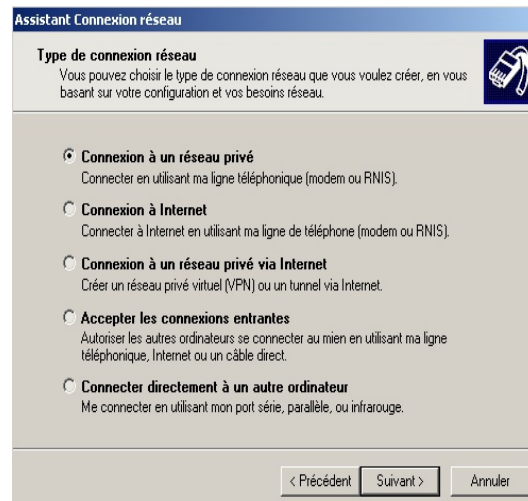 Assistant Connexion réseau
Type de connexion réseau
Vous pouvez choisir le type de connexion réseau que vous voulez créer, en vous
basant sur votre configuration et vos besoins réseau.
Connexion à un réseau privé
Connecter en utilisant ma ligne téléphonique (modem ou RNIS).
Connexion à Internet
Connecter à Internet en utilisant ma ligne de téléphone (modem ou RNIS).
Connexion à un réseau privé via Internet
Créer un réseau privé virtuel (VPN) ou un tunnel via Internet.
Accepter les connexions entrantes
Autoriser les autres ordinateurs se connecter au mien en utilisant ma ligne
téléphonique, Internet ou un câble direct.
Connecter directement à un autre ordinateur
Me connecter en utilisant mon port série, parallèle, ou infrarouge.
< Précédent Suivant > Annuler